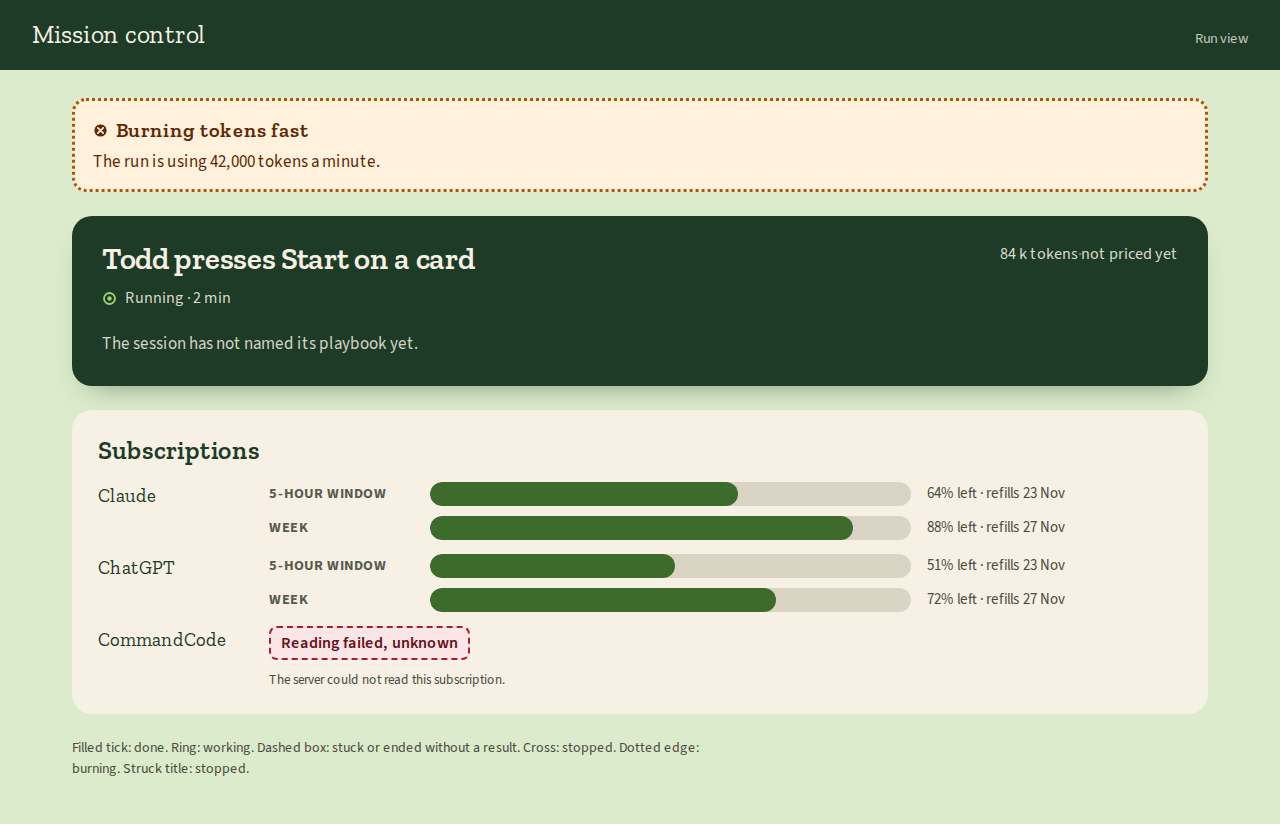 Mission control
Run view
Burning tokens fast
The run is using 42,000 tokens a minute.
Todd presses Start on a card
84 k tokens·not priced yet
Running · 2 min
The session has not named its playbook yet.
Subscriptions
Claude
5-HOUR WINDOW
64% left · refills 23 Nov
WEEK
88% left · refills 27 Nov
ChatGPT
5-HOUR WINDOW
51% left · refills 23 Nov
WEEK
72% left · refills 27 Nov
CommandCode
Reading failed, unknown
The server could not read this subscription.
Filled tick: done. Ring: working. Dashed box: stuck or ended without a result. Cross: stopped. Dotted edge:
burning. Struck title: stopped.